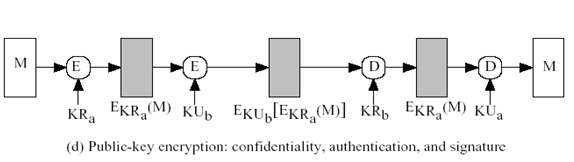 M E E D D M
KRa EKRa(M) KUb EKUb[EKRa(M)] KRb EKRa(M) KUa
(d) Public-key encryption: confidentiality, authentication, and signature